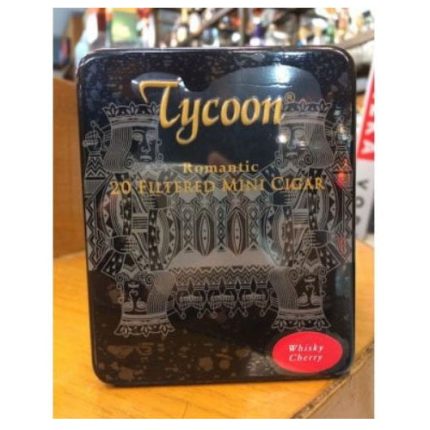 Tycoon®
Romantic
20 FILTERED MINI CIGAR
Whisky
Cherry